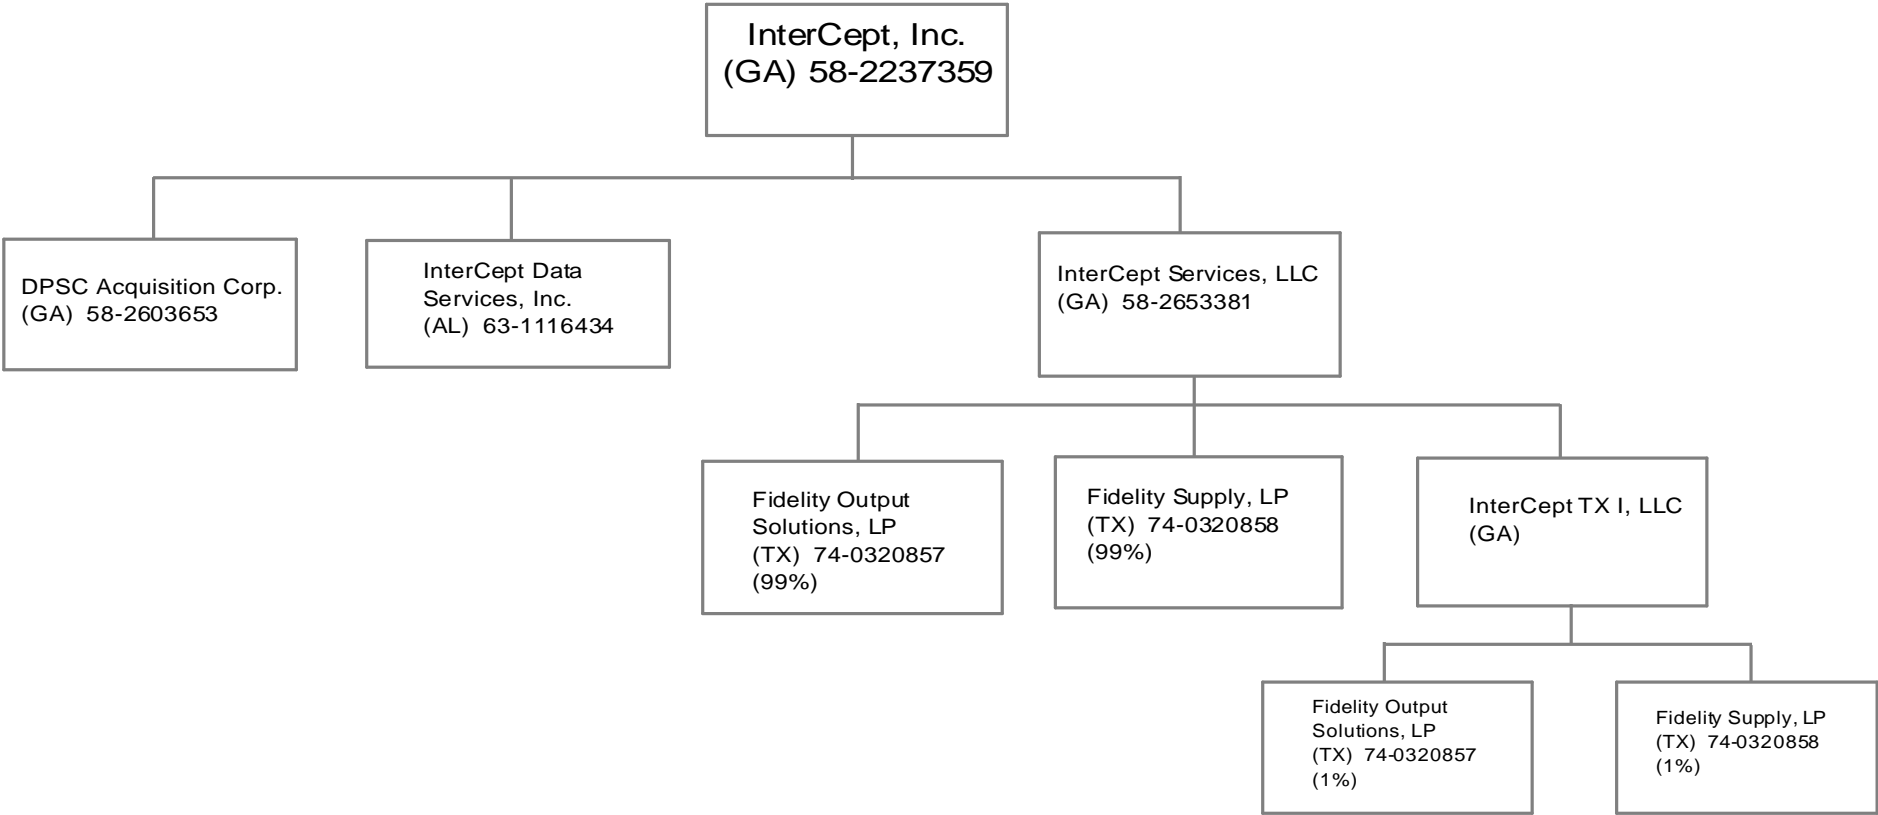 InterCept, Inc.
(GA) 58-2237359
DPSC Acquisition Corp.
(GA) 58-2603653
InterCept Data
Services, Inc.
(AL) 63-1116434
InterCept Services, LLC
(GA) 58-2653381
Fidelity Output
Solutions, LP
(TX) 74-0320857
(99%)
Fidelity Supply, LP
(TX) 74-0320858
(99%)
InterCept TX I, LLC
(GA)
Fidelity Output
Solutions, LP
(TX) 74-0320857
(1%)
Fidelity Supply, LP
(TX) 74-0320858
(1%)